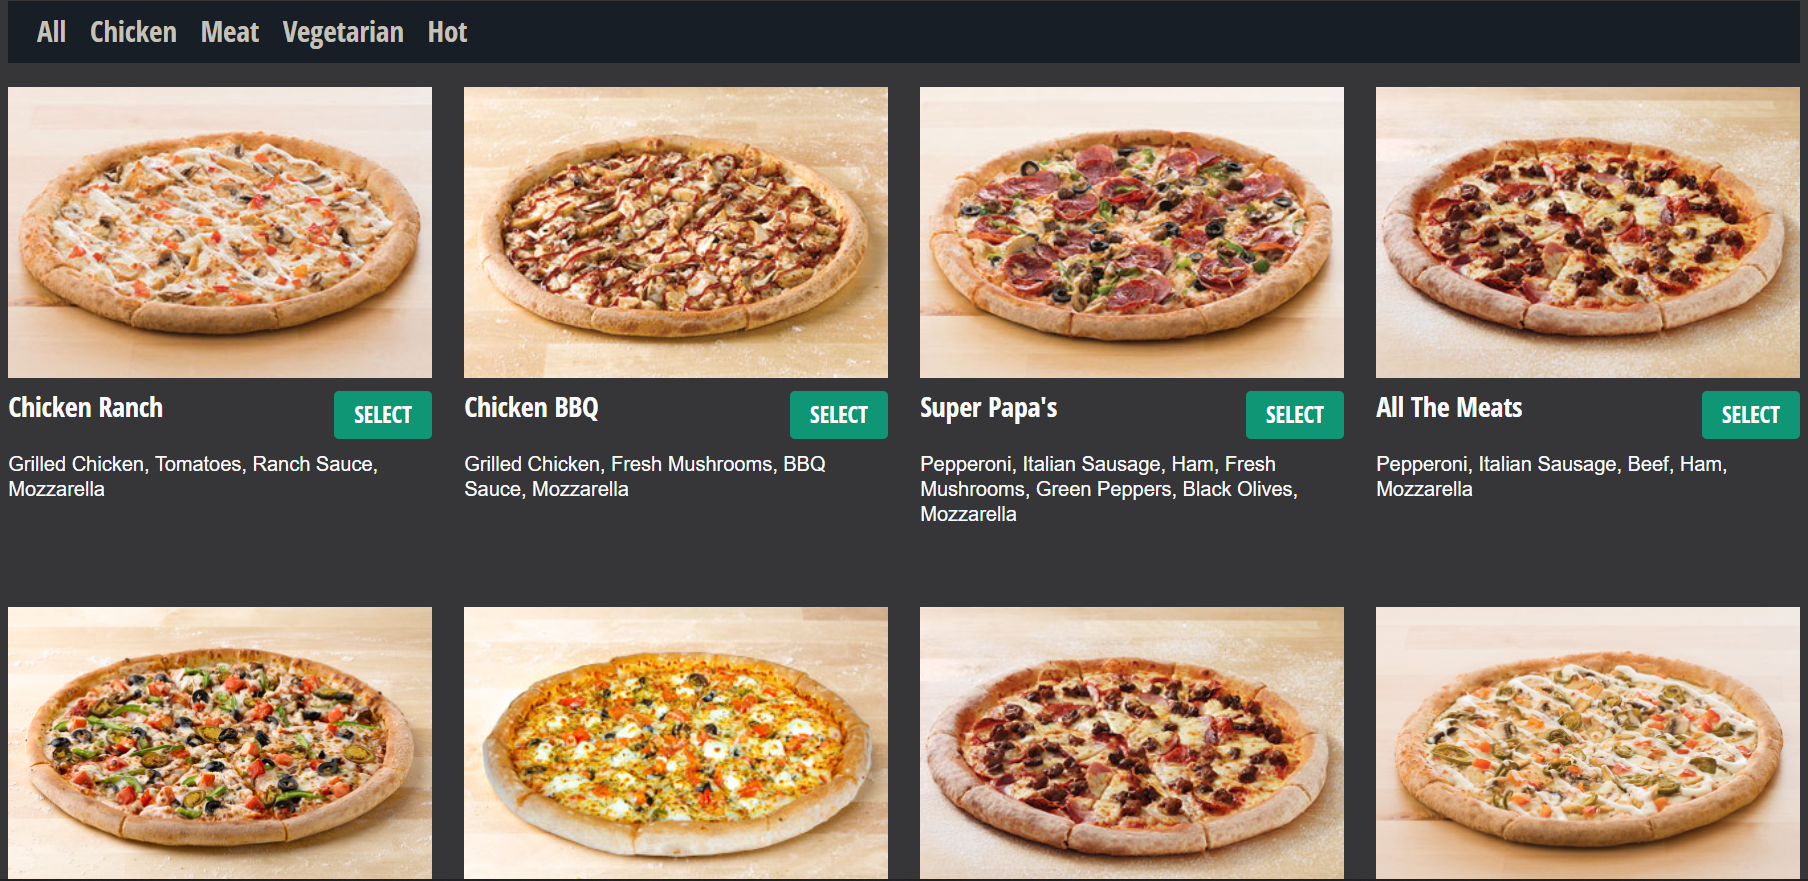 All Chicken Meat Vegetarian Hot
Chicken Ranch
SELECT
Grilled Chicken, Tomatoes, Ranch Sauce,
Mozzarella
Chicken BBQ
SELECT
Grilled Chicken, Fresh Mushrooms, BBQ
Sauce, Mozzarella
Super Papa's
SELECT
Pepperoni, Italian Sausage, Ham, Fresh
Mushrooms, Green Peppers, Black Olives,
Mozzarella
All The Meats
SELECT
Pepperoni, Italian Sausage, Beef, Ham,
Mozzarella